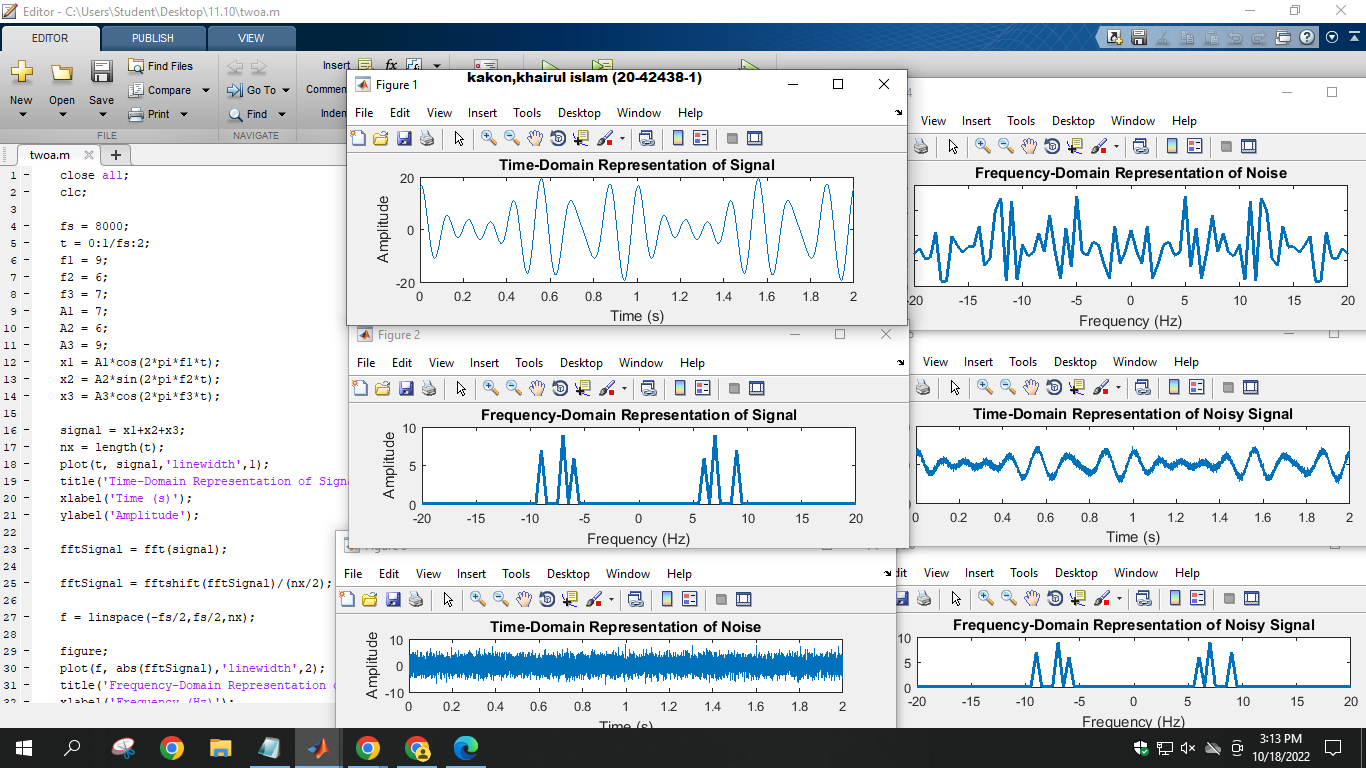 Editor - C:\Users\Student\Desktop\11.10\twoa.m
EDITOR
PUBLISH
VIEW
New
Open
Save
Find Files
Compare
Print
FILE
Go To
Find
NAVIGATE
Insert
fx
Commen
Inden
twoa.m
1 - close all;
2 - clc;
3
4 - fs = 8000;
5 - t = 0:1/fs:2;
6 - f1 = 9;
7 - f2 = 6;
8 - f3 = 7;
9 - A1 = 7;
10 - A2 = 6;
11 - A3 = 9;
12 - x1 = A1*cos(2*pi*f1*t);
13 - x2 = A2*sin(2*pi*f2*t);
14 - x3 = A3*cos(2*pi*f3*t);
15
16 - signal = x1+x2+x3;
17 - nx = length(t);
18 - plot(t, signal,'linewidth',1);
19 - title('Time-Domain Representation of Signa
20 - xlabel('Time (s)');
21 - ylabel('Amplitude');
22
23 - fftSignal = fft(signal);
24
25 - fftSignal = fftshift(fftSignal)/(nx/2);
26
27 - f = linspace(-fs/2,fs/2,nx);
28
29 - figure;
30 - plot(f, abs(fftSignal),'linewidth',2);
31 - title('Frequency-Domain Representation o
32 - xlabel('Frequency (Hz)');
Figure 1
kakon,khairul islam (20-42438-1)
File Edit View Insert Tools Desktop Window Help
Time-Domain Representation of Signal
Amplitude
20
0
-20
0 0.2 0.4 0.6 0.8 1 1.2 1.4 1.6 1.8 2
Time (s)
Figure 2
File Edit View Insert Tools Desktop Window Help
Frequency-Domain Representation of Signal
Amplitude
10
5
0
-20 -15 -10 -5 0 5 10 15 20
Frequency (Hz)
File Edit View Insert Tools Desktop Window Help
Time-Domain Representation of Noise
Amplitude
10
0
-10
0 0.2 0.4 0.6 0.8 1 1.2 1.4 1.6 1.8 2
Time (s)
4
View Insert Tools Desktop Window Help
Frequency-Domain Representation of Noise
-20 -15 -10 -5 0 5 10 15 20
Frequency (Hz)
View Insert Tools Desktop Window Help
Time-Domain Representation of Noisy Signal
0 0.2 0.4 0.6 0.8 1 1.2 1.4 1.6 1.8 2
Time (s)
dit View Insert Tools Desktop Window Help
Frequency-Domain Representation of Noisy Signal
10
5
0
-20 -15 -10 -5 0 5 10 15 20
Frequency (Hz)
3:13 PM
10/18/2022